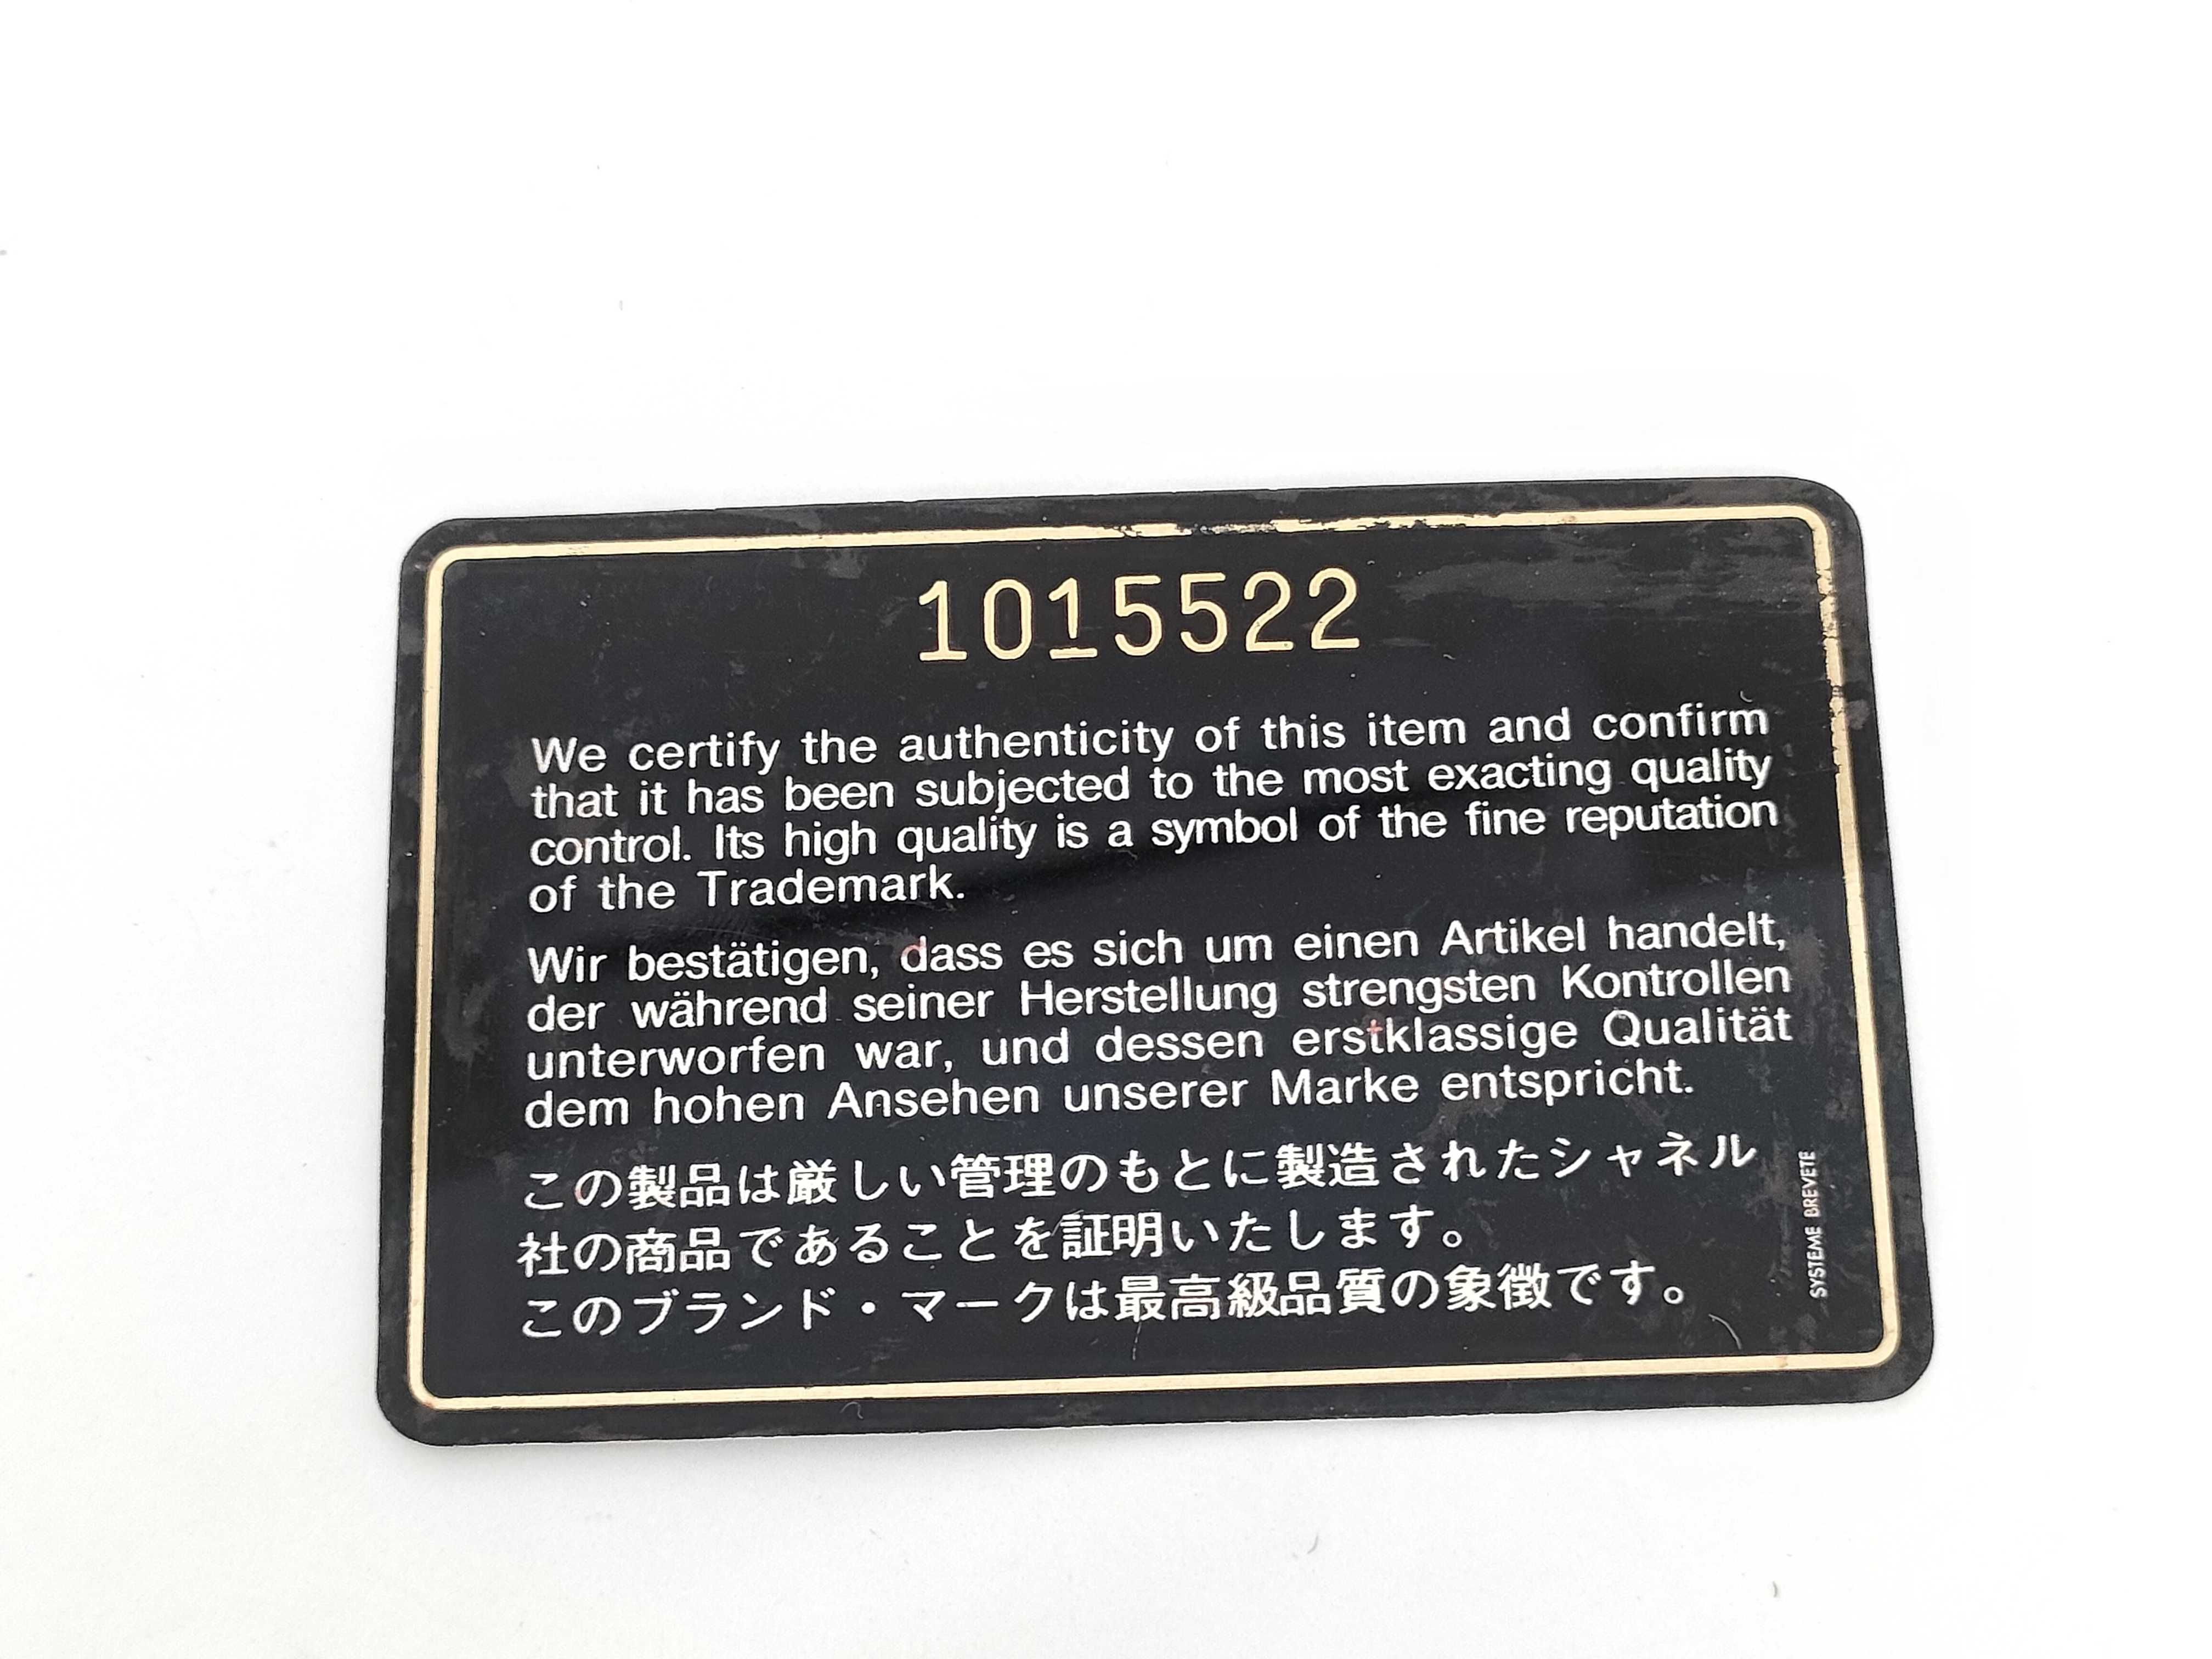 1015522
We certify the authenticity of this item and confirm
that it has been subjected to the most exacting quality
control. Its high quality is a symbol of the fine reputation
of the Trademark.
Wir bestätigen, dass es sich um einen Artikel handelt,
der während seiner Herstellung strengsten Kontrollen
unterworfen war, und dessen erstklassige Qualität
dem hohen Ansehen unserer Marke entspricht.
この製品は厳しい管理のもとに製造されたシャネル
社の商品であることを証明いたします。
このブランド・マークは最高級品質の象徴です。
SYSTEME BREVETE